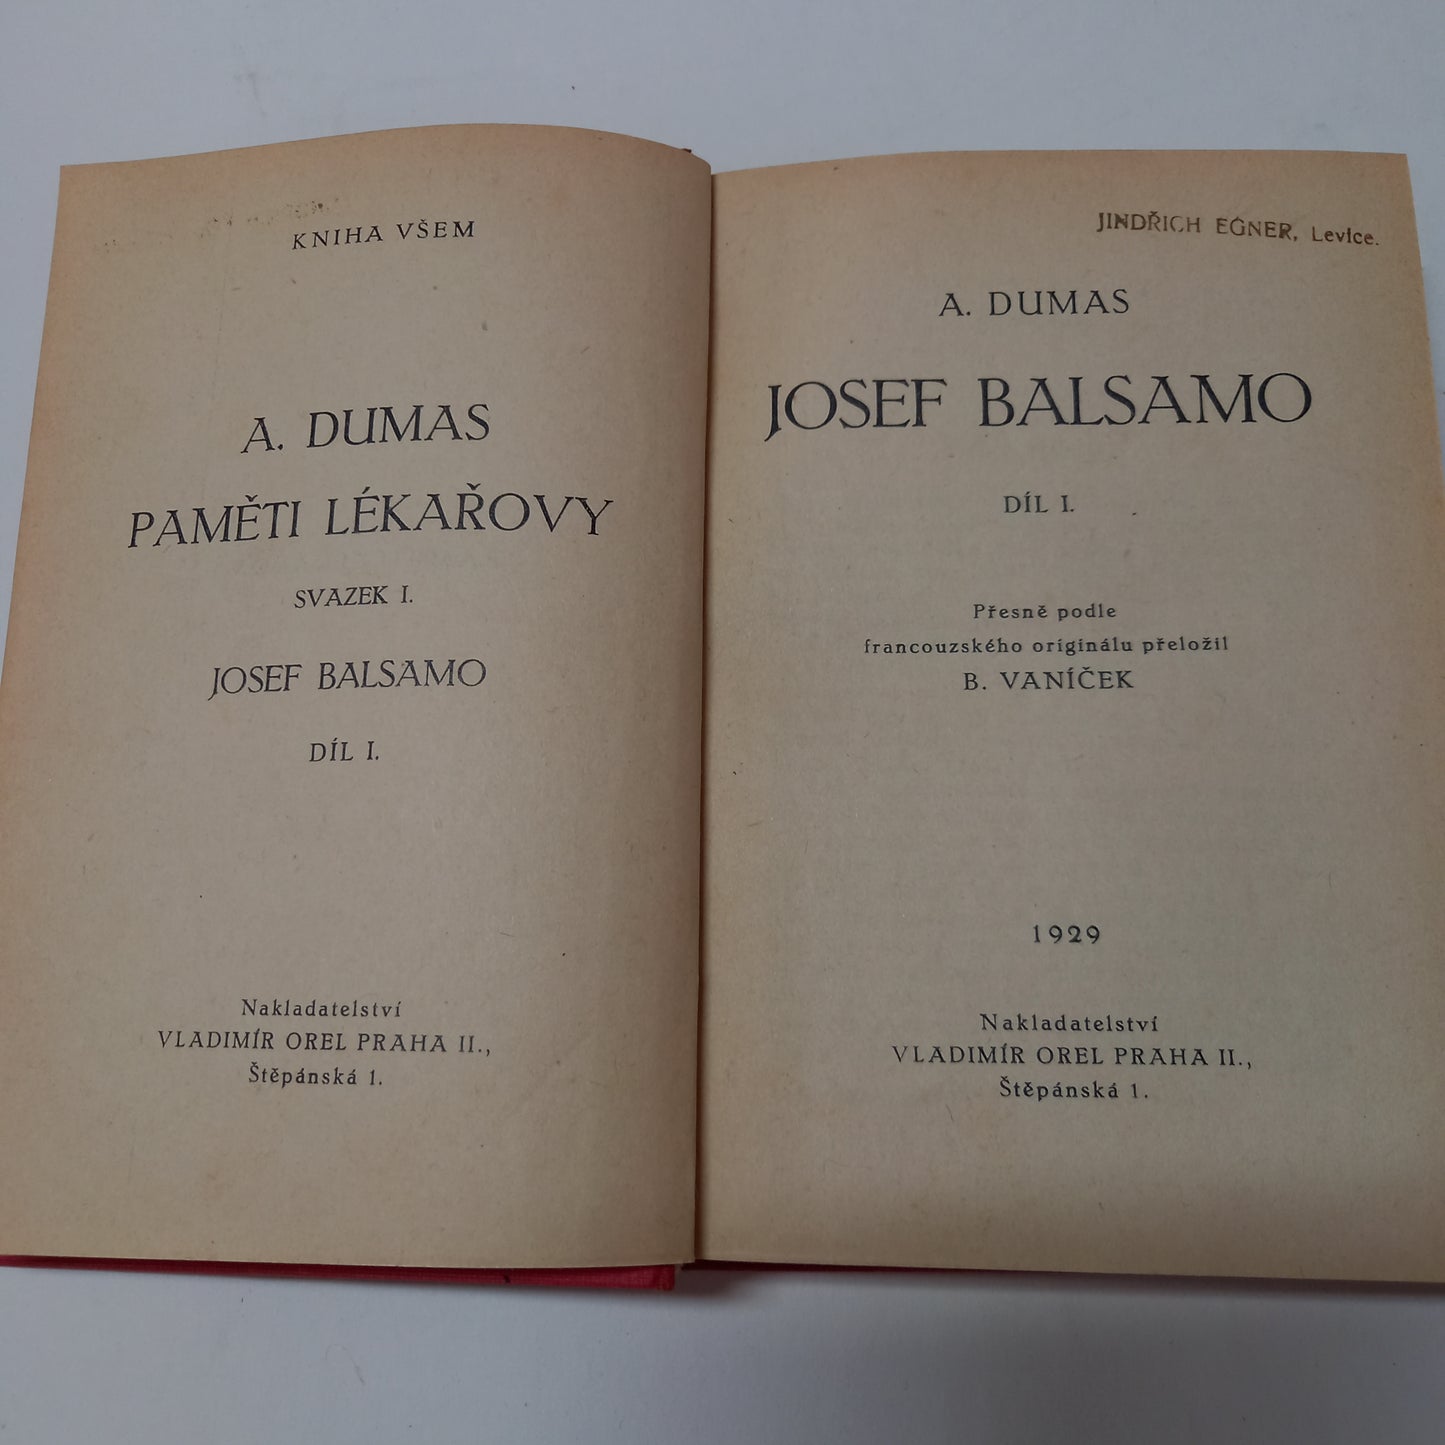 KNIHA VŠEM
A. DUMAS
PAMĚTI LÉKAŘOVY
SVAZEK I.
JOSEF BALSAMO
DÍL I.
Nakladatelství
VLADIMÍR OREL PRAHA II.,
Štěpánská 1.
JINDŘICH EGNER, Levice.
A. DUMAS
JOSEF BALSAMO
DÍL I.
Přesně podle
francouzského originálu přeložil
B. VANÍČEK
1929
Nakladatelství
VLADIMÍR OREL PRAHA II.,
Štěpánská 1.